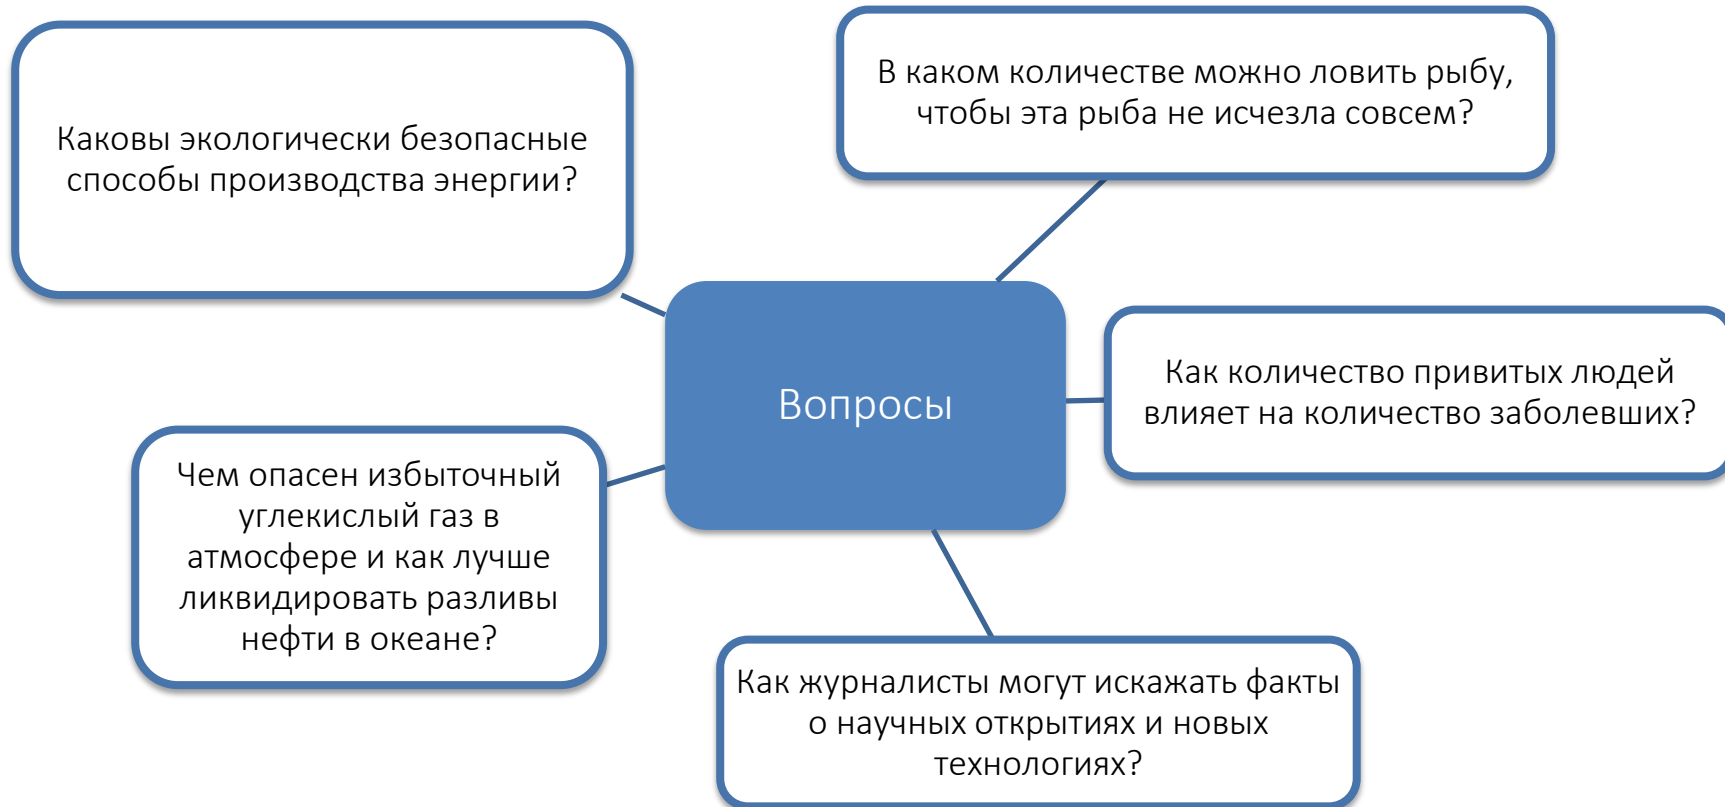 Каковы экологически безопасные
способы производства энергии?
В каком количестве можно ловить рыбу,
чтобы эта рыба не исчезла совсем?
Вопросы
Как количество привитых людей
влияет на количество заболевших?
Чем опасен избыточный
углекислый газ в
атмосфере и как лучше
ликвидировать разливы
нефти в океане?
Как журналисты могут искажать факты
о научных открытиях и новых
технологиях?